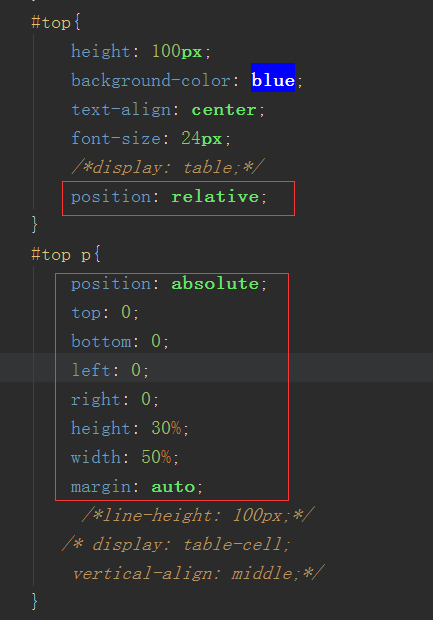 #top{
height: 100px;
background-color: blue;
text-align: center;
font-size: 24px;
/*display: table;*/
position: relative;
}
#top p{
position: absolute;
top: 0;
bottom: 0;
left: 0;
right: 0;
height: 30%;
width: 50%;
margin: auto;
/*line-height: 100px;*/
/* display: table-cell;
vertical-align: middle;*/
}